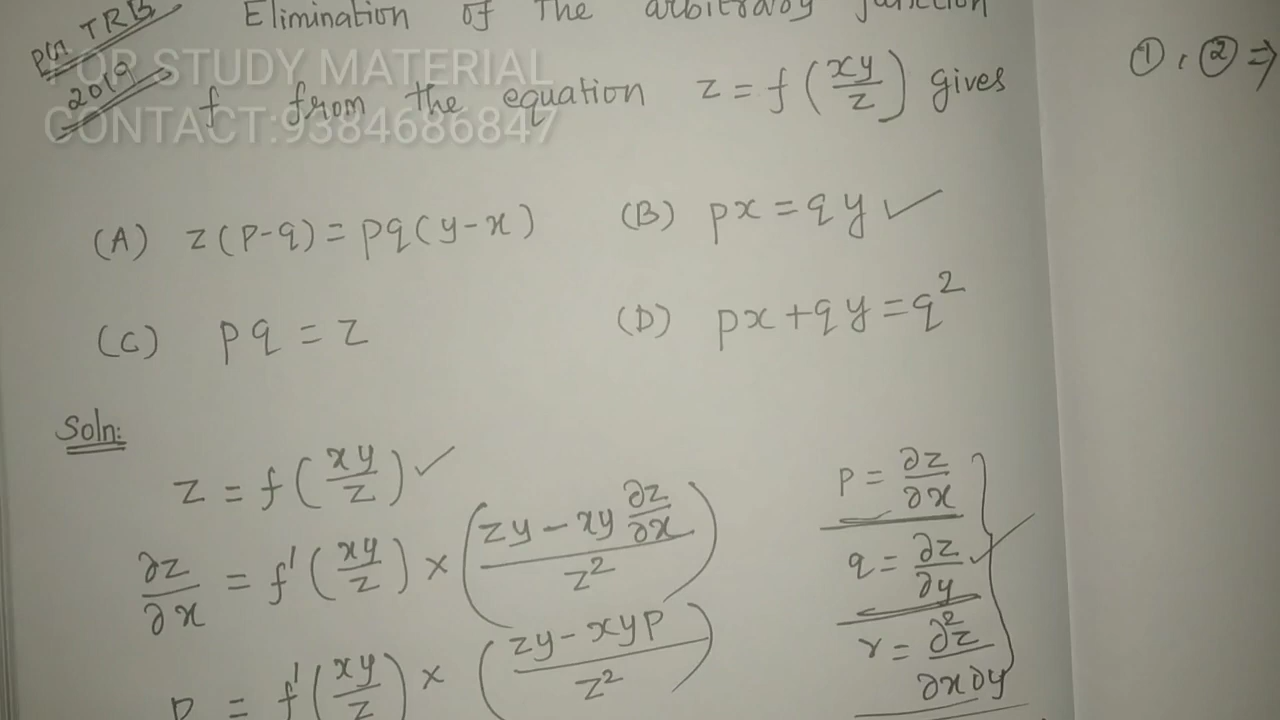 PG TRB
2019
Elimination of The arbitrary function
f from the equation z = f(xy/z) gives
FOR STUDY MATERIAL
CONTACT:9384686847
①, ② ⇒
(A) z(p-q) = pq(y-x) (B) px = qy ✓
(C) pq = z (D) px + qy = q²
Soln:
z = f(xy/z) ✓
∂z/∂x = f'(xy/z) × ((zy - xy ∂z/∂x)/z²)
p = f'(xy/z) × ((zy - xyp)/z²)
p = ∂z/∂x
q = ∂z/∂y ✓
r = ∂²z/∂x∂y